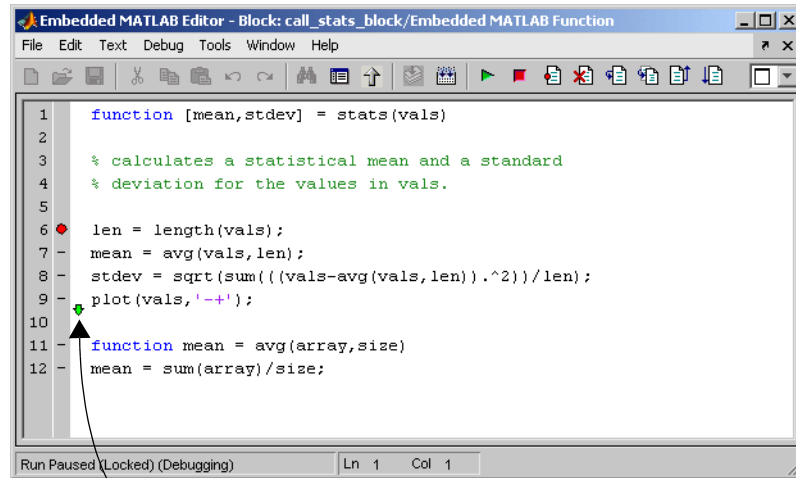 Embedded MATLAB Editor - Block: call_stats_block/Embedded MATLAB Function
File Edit Text Debug Tools Window Help
1 function [mean,stdev] = stats(vals)
2
3 % calculates a statistical mean and a standard
4 % deviation for the values in vals.
5
6 len = length(vals);
7 - mean = avg(vals,len);
8 - stdev = sqrt(sum(((vals-avg(vals,len)).^2))/len);
9 - plot(vals,'-+');
10
11 - function mean = avg(array,size)
12 - mean = sum(array)/size;
Run Paused (Locked) (Debugging) Ln 1 Col 1